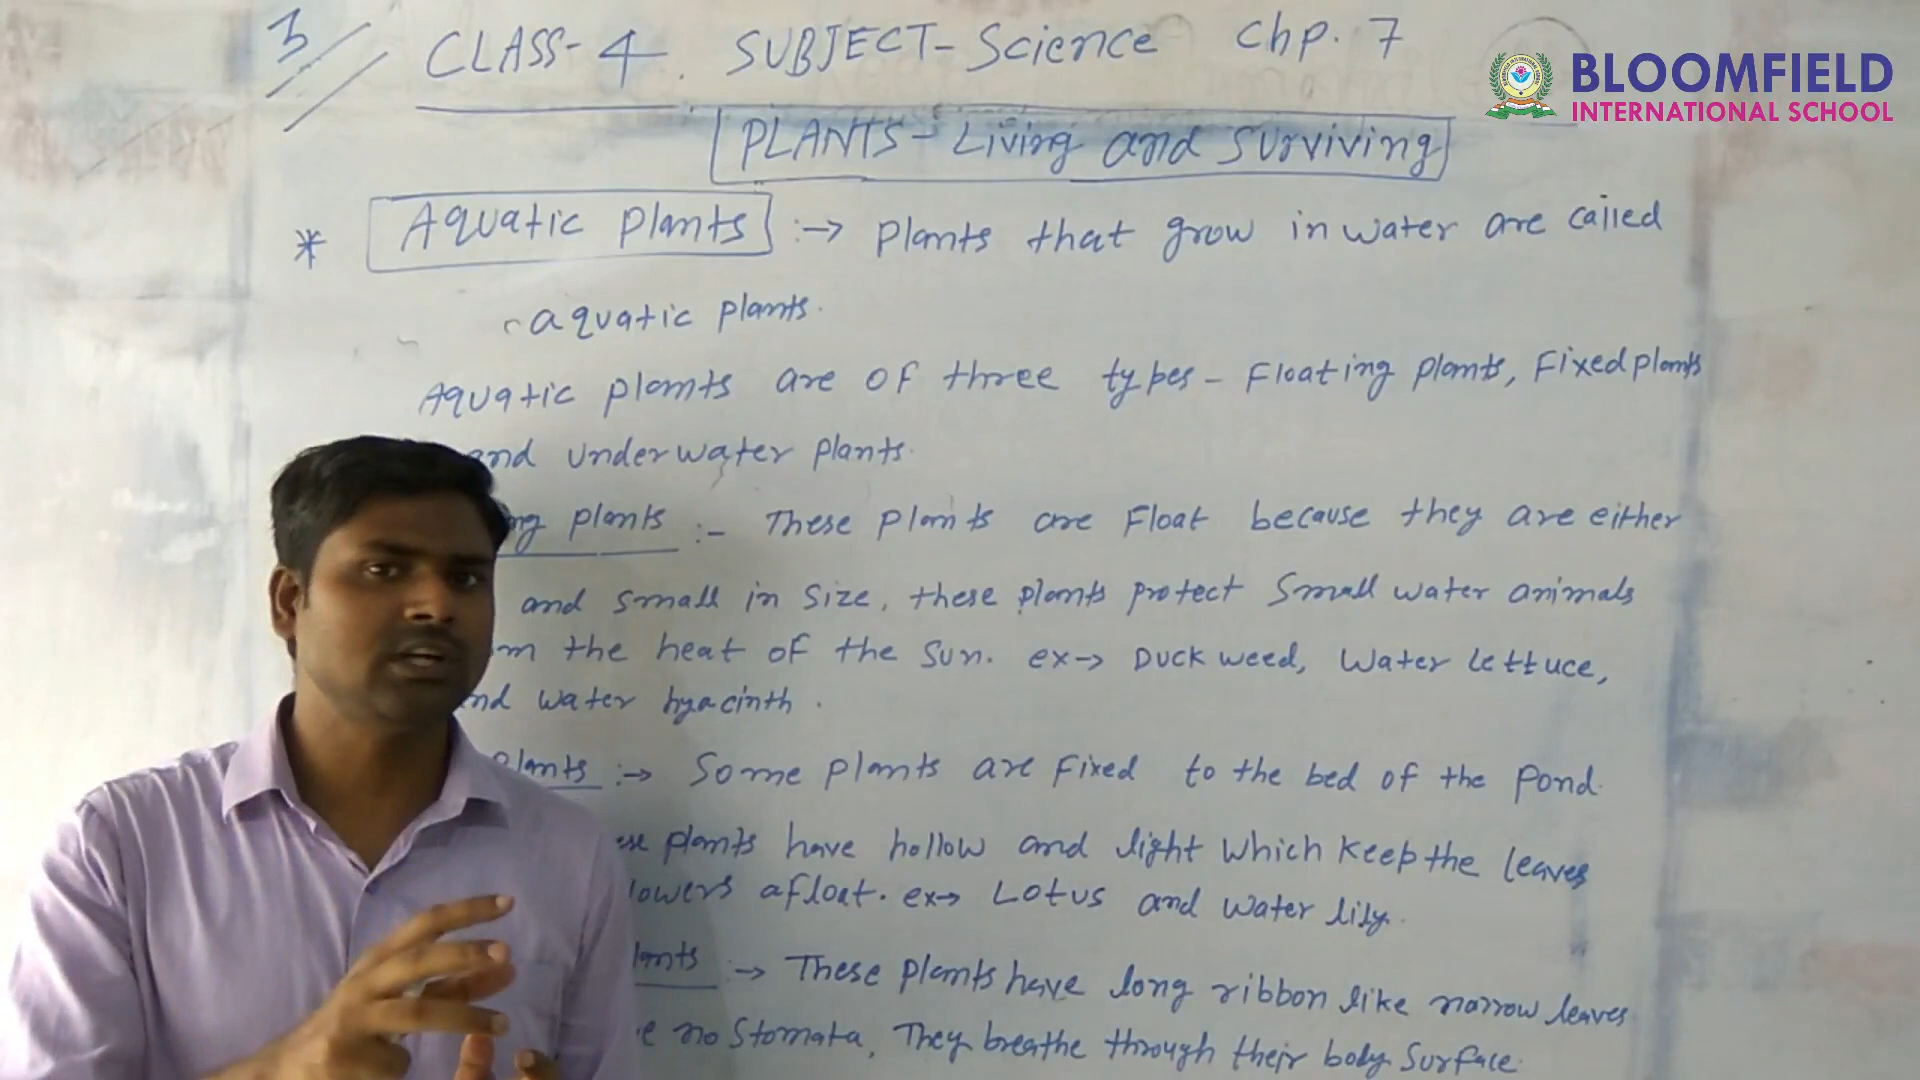 3
CLASS-4. SUBJECT-Science Chp. 7
BLOOMFIELD
INTERNATIONAL SCHOOL
PLANTS - Living and Surviving
* Aquatic Plants :→ Plants that grow in water are called
aquatic plants.
Aquatic plants are of three types - Floating plants, Fixed plants
and underwater plants.
plants :- These plants are Float because they are either
and small in size, these plants protect small water animals
the heat of the Sun. ex→ Duck weed, Water lettuce,
water hyacinth.
Plants :→ Some plants are Fixed to the bed of the pond.
plants have hollow and light which keep the leaves
afloat. ex→ Lotus and water lily.
:→ These plants have long ribbon like narrow leaves
no Stomata, They breathe through their body Surface.